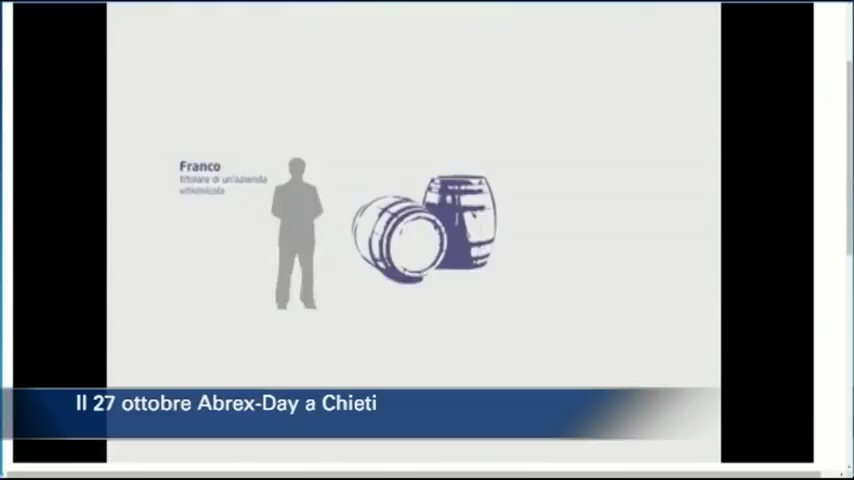 Franco
titolare di un'azienda
vitivinicola
Il 27 ottobre Abrex-Day a Chieti